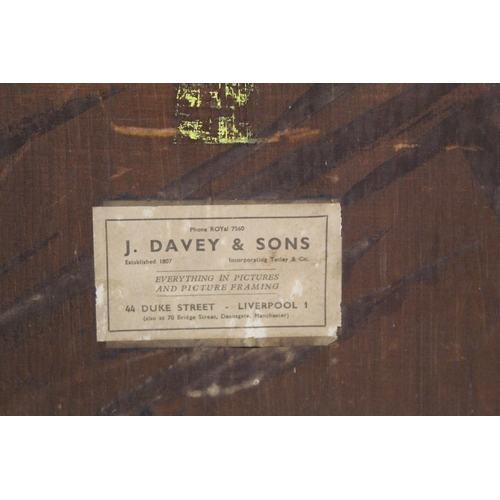 Phone ROYal 7560
J. DAVEY & SONS
Established 1807 Incorporating Tetley & Co.
EVERYTHING IN PICTURES
AND PICTURE FRAMING
44 DUKE STREET - LIVERPOOL 1
(also at 70 Bridge Street, Deansgate, Manchester)